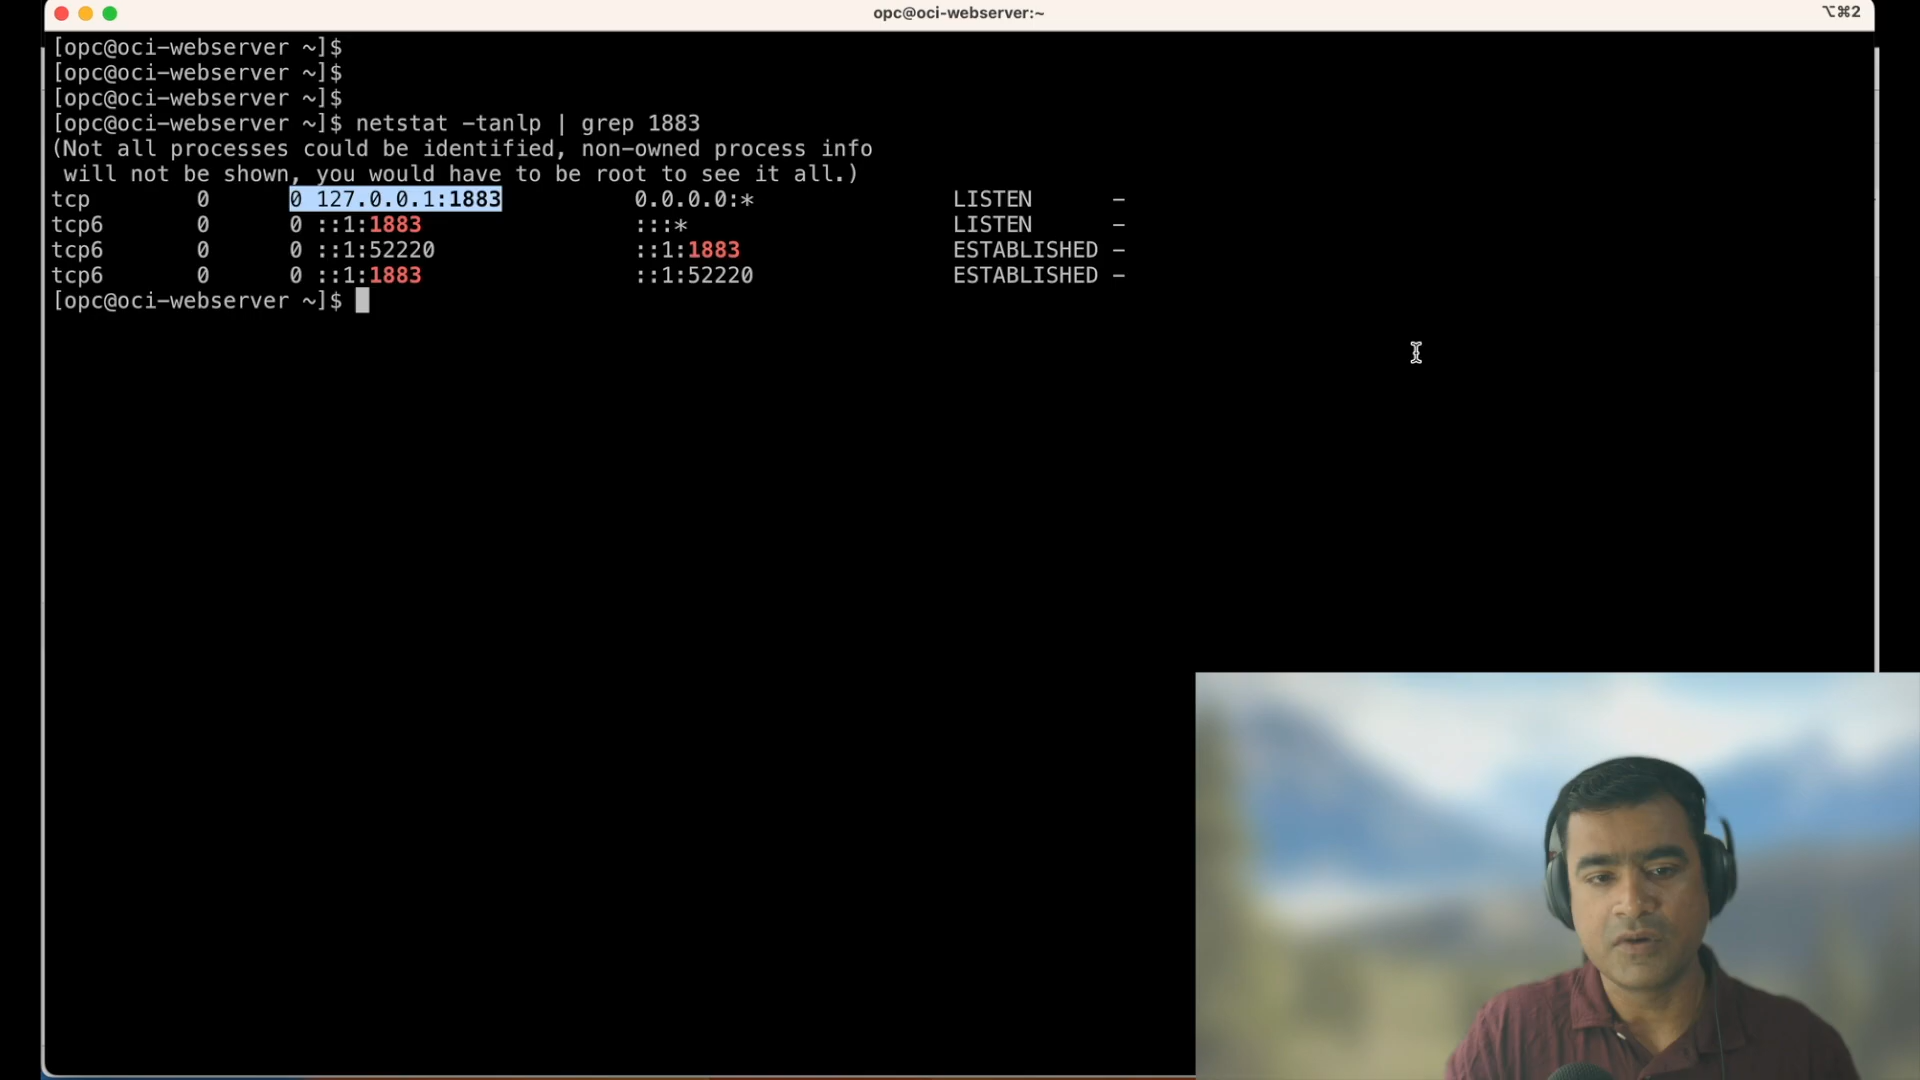 opc@oci-webserver:~
⌥⌘2
[opc@oci-webserver ~]$
[opc@oci-webserver ~]$
[opc@oci-webserver ~]$
[opc@oci-webserver ~]$ netstat -tanlp | grep 1883
(Not all processes could be identified, non-owned process info
 will not be shown, you would have to be root to see it all.)
tcp        0      0 127.0.0.1:1883          0.0.0.0:*               LISTEN      -
tcp6       0      0 ::1:1883                :::*                    LISTEN      -
tcp6       0      0 ::1:52220               ::1:1883                ESTABLISHED -
tcp6       0      0 ::1:1883                ::1:52220               ESTABLISHED -
[opc@oci-webserver ~]$